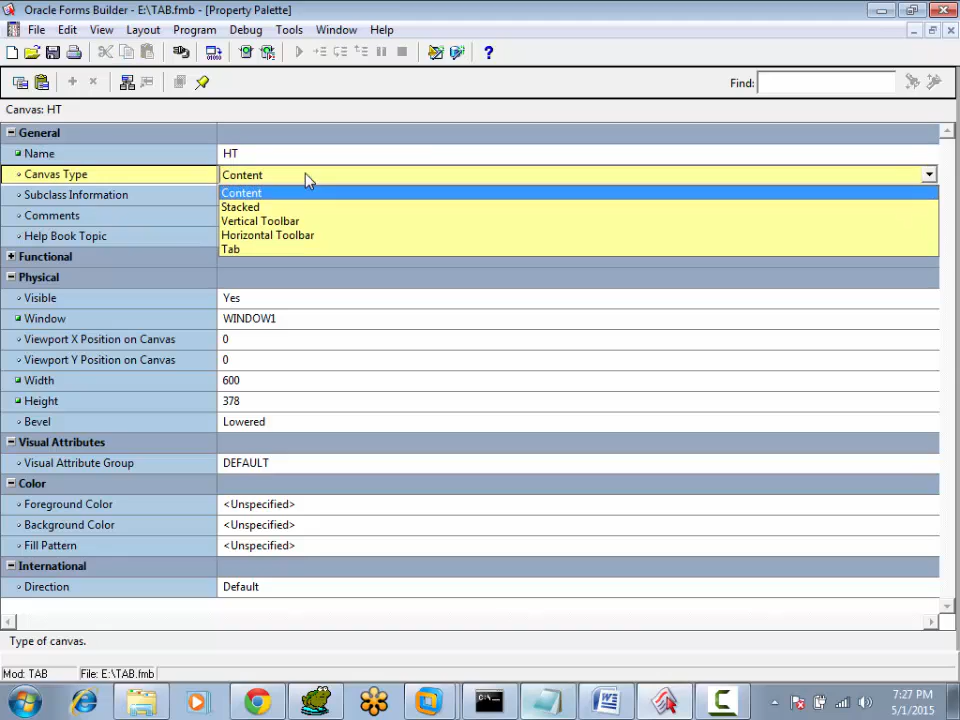 Oracle Forms Builder - E:\TAB.fmb - [Property Palette]
File Edit View Layout Program Debug Tools Window Help
Find:
Canvas: HT
General
Name HT
Canvas Type Content
Content
Subclass Information
Stacked
Comments
Vertical Toolbar
Help Book Topic
Horizontal Toolbar
Tab
Functional
Physical
Visible Yes
Window WINDOW1
Viewport X Position on Canvas 0
Viewport Y Position on Canvas 0
Width 600
Height 378
Bevel Lowered
Visual Attributes
Visual Attribute Group DEFAULT
Color
Foreground Color <Unspecified>
Background Color <Unspecified>
Fill Pattern <Unspecified>
International
Direction Default
Type of canvas.
Mod: TAB File: E:\TAB.fmb
7:27 PM
5/1/2015